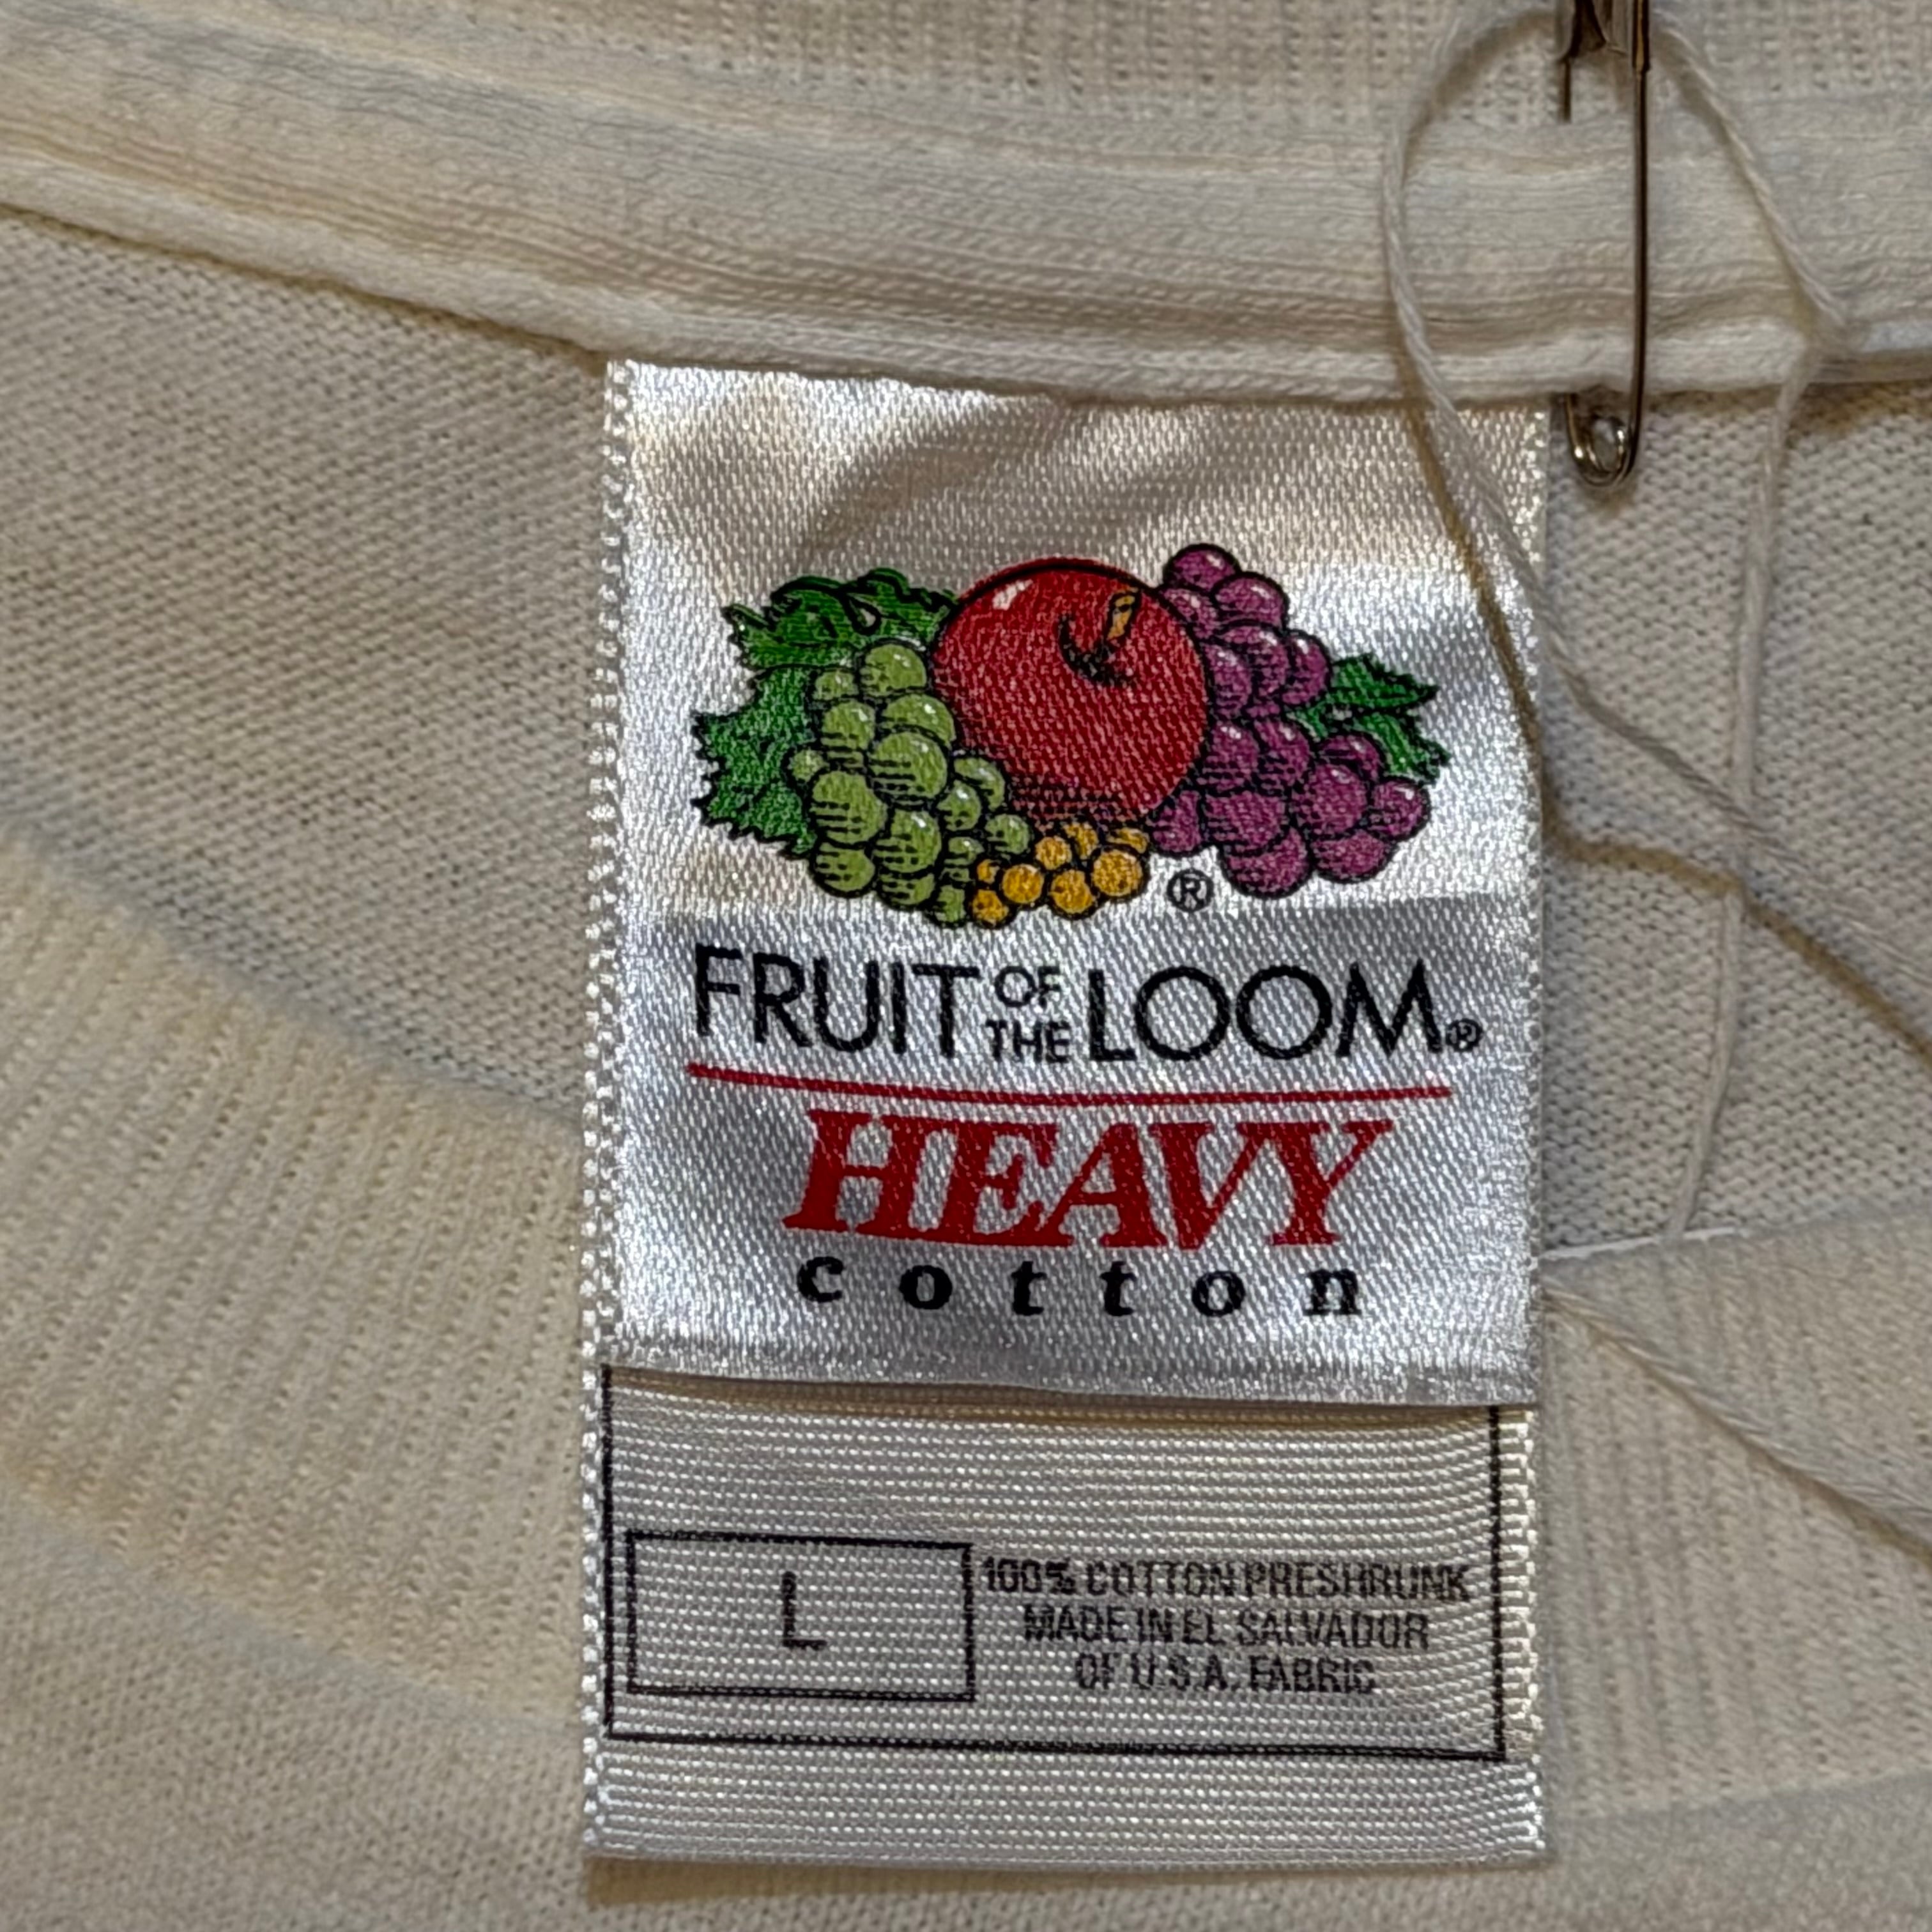 ®
FRUIT OF THE LOOM®
HEAVY
cotton
L
100% COTTON PRESHRUNK
MADE IN EL SALVADOR
OF U.S.A. FABRIC